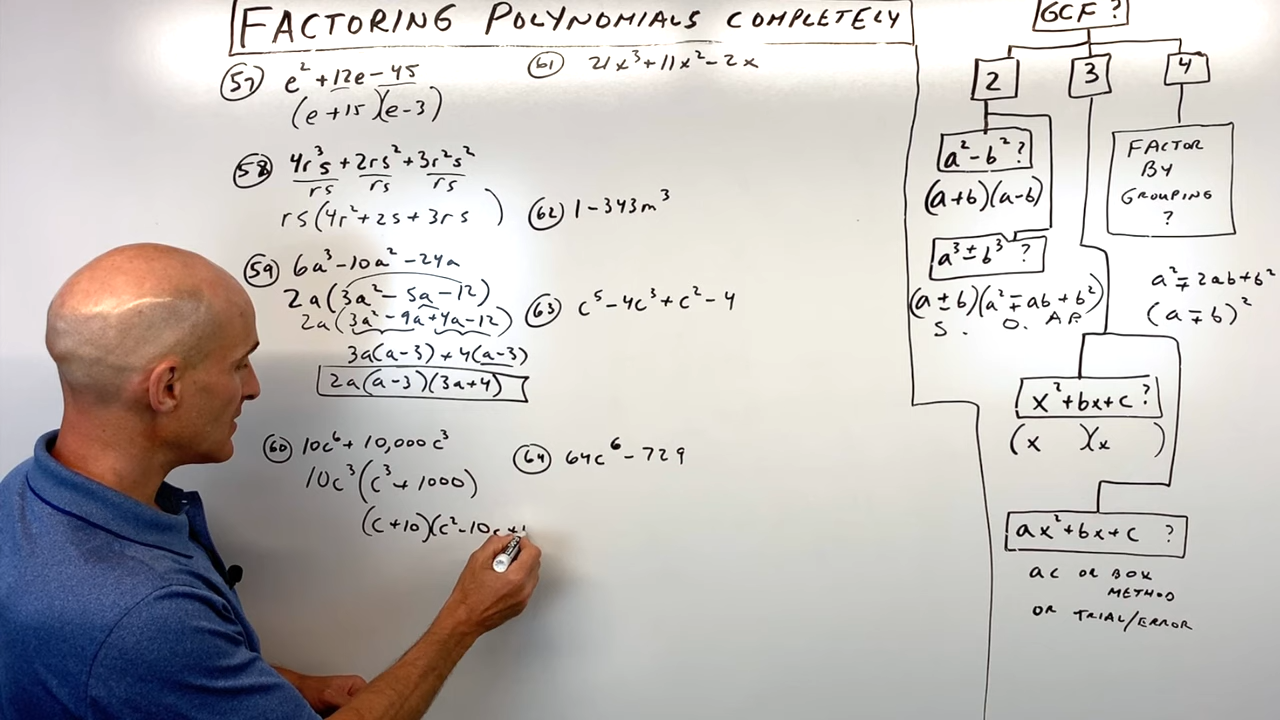 FACTORING POLYNOMIALS COMPLETELY
57) e² + 12e - 45
(e + 15)(e - 3)
58) 4r³s + 2rs² + 3r²s²
rs rs rs
rs(4r² + 2s + 3rs )
59) 6a³ - 10a² - 24a
2a(3a² - 5a - 12)
2a(3a² - 9a + 4a - 12)
3a(a - 3) + 4(a - 3)
2a(a - 3)(3a + 4)
60) 10c⁶ + 10,000c³
10c³(c³ + 1000)
(c + 10)(c² - 10c +
61) 21x³ + 11x² - 2x
62) 1 - 343m³
63) c⁵ - 4c³ + c² - 4
64) 64c⁶ - 729
GCF ?
2 3 4
a² - b² ?
(a + b)(a - b)
a³ ± b³ ?
(a ± b)(a² ∓ ab + b²)
S. O. A.P.
FACTOR
BY
GROUPING
?
a² ∓ 2ab + b²
(a ∓ b)²
x² + bx + c ?
(x )(x )
ax² + bx + c ?
ac OR BOX
METHOD
OR TRIAL/ERROR